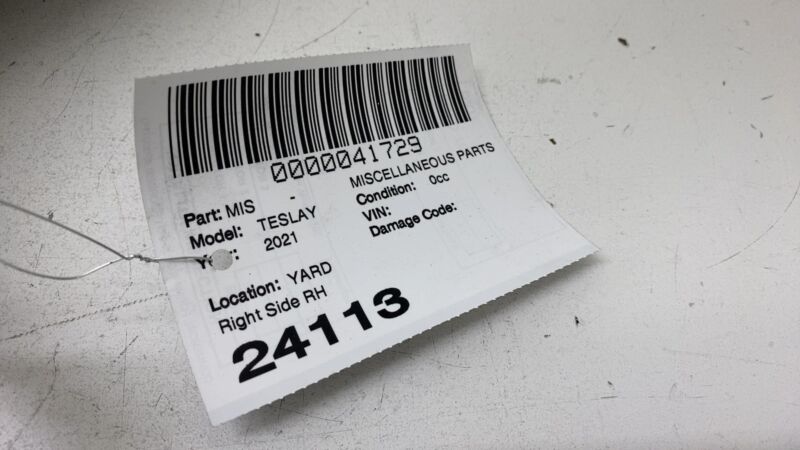 0000041729
Part: MIS - MISCELLANEOUS PARTS
Model: TESLAY Condition: 0cc
2021 VIN:
Damage Code:
Location: YARD
Right Side RH
24113